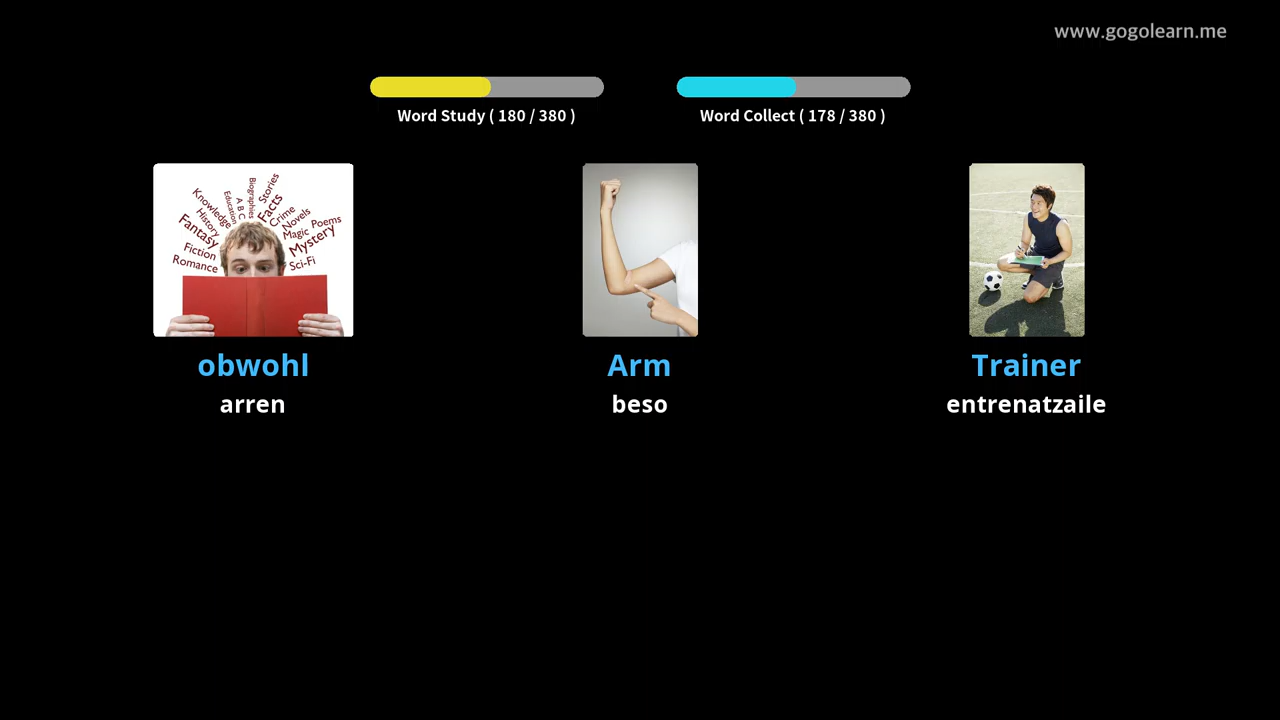 www.gogolearn.me
Word Study ( 180 / 380 )
Word Collect ( 178 / 380 )
Knowledge
Education
A B C
Biographies
Stories
Facts
Crime
Novels
Magic
Poems
Mystery
Sci-Fi
History
Fantasy
Fiction
Romance
obwohl
Arm
Trainer
arren
beso
entrenatzaile